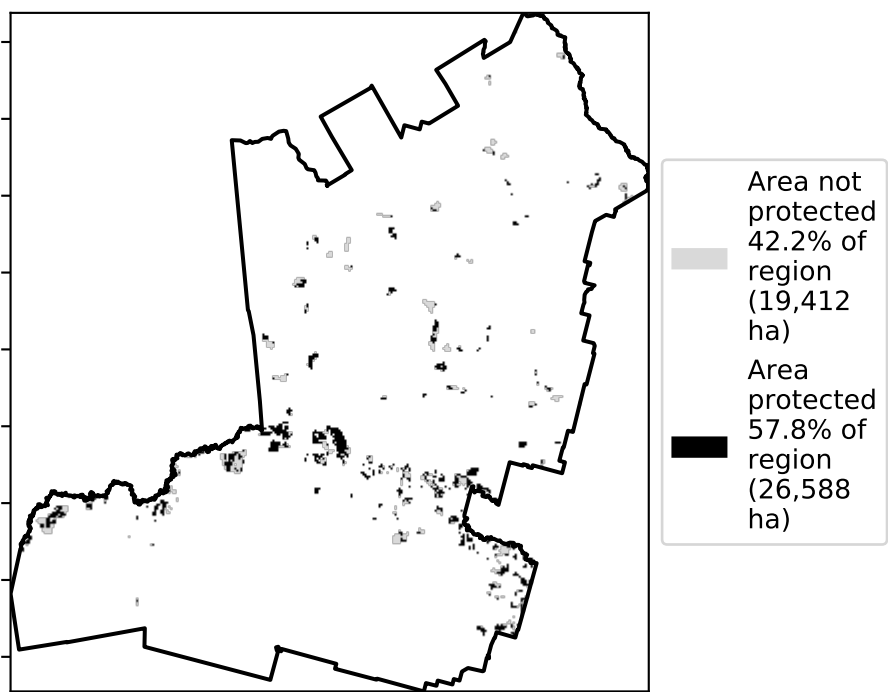 Area not
protected
42.2% of
region
(19,412
ha)
Area
protected
57.8% of
region
(26,588
ha)